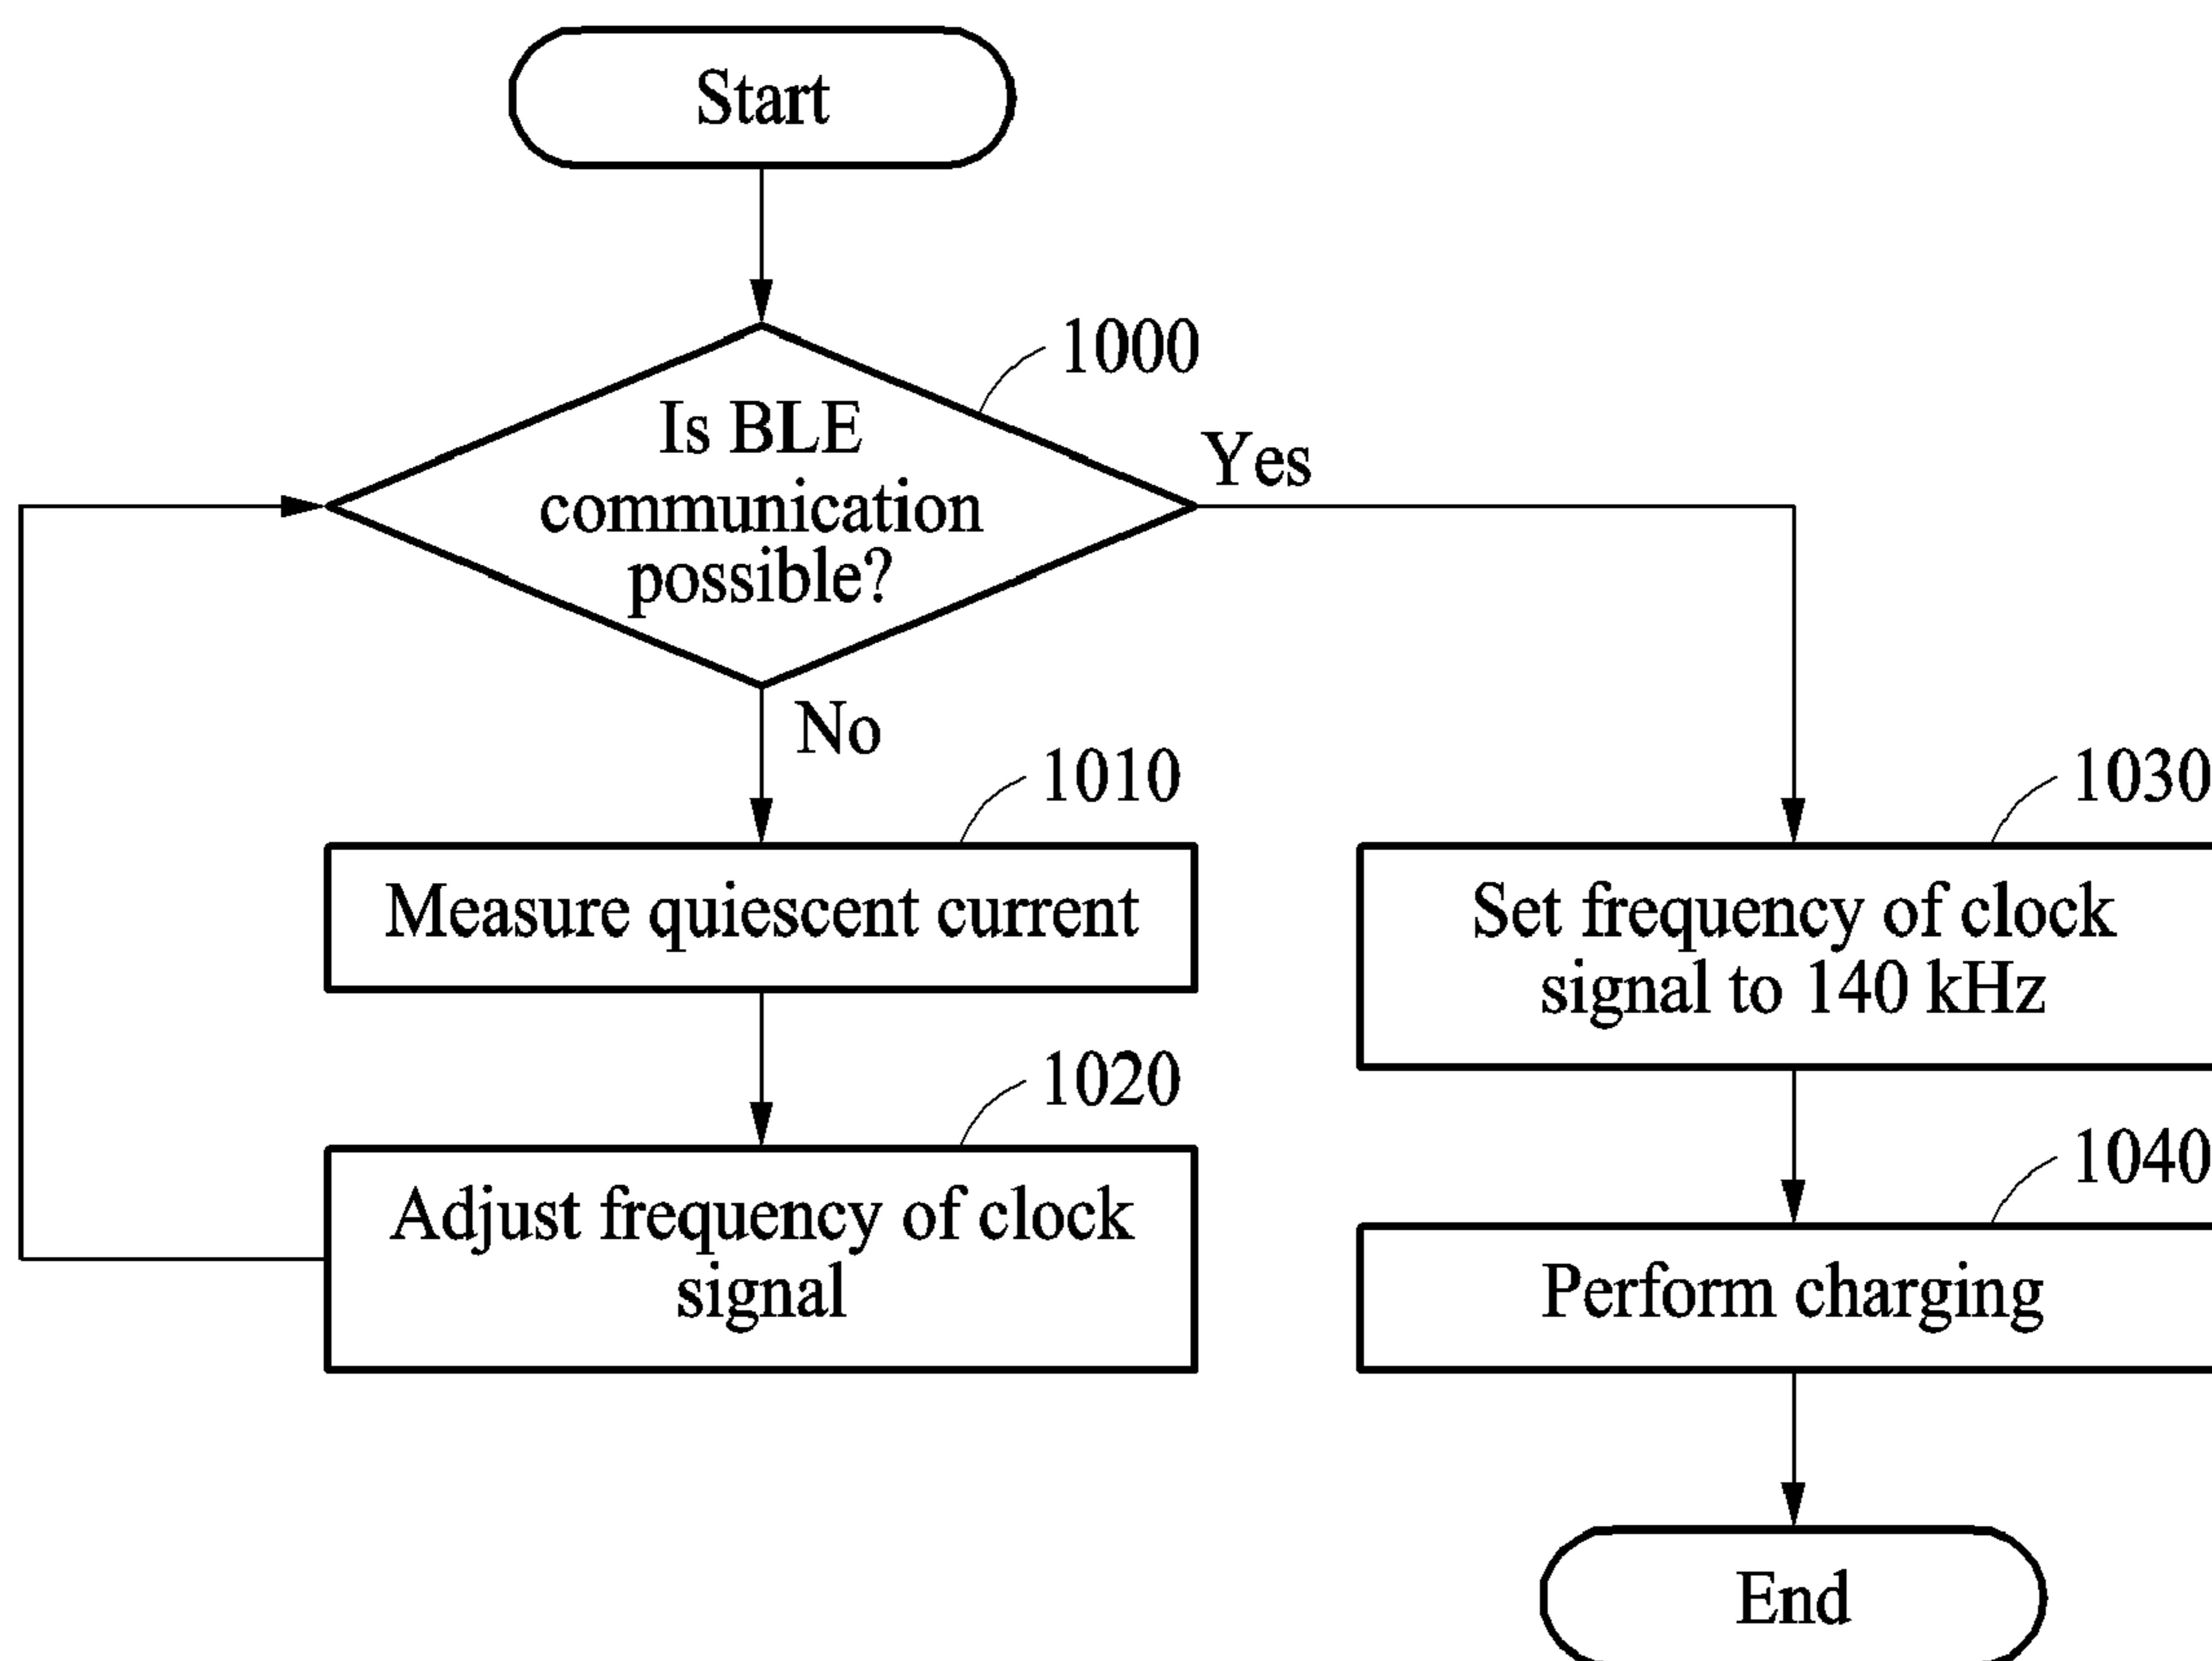 Start
1000
Is BLE
communication
possible?
Yes
No
1010
Measure quiescent current
1020
Adjust frequency of clock
signal
1030
Set frequency of clock
signal to 140 kHz
1040
Perform charging
End